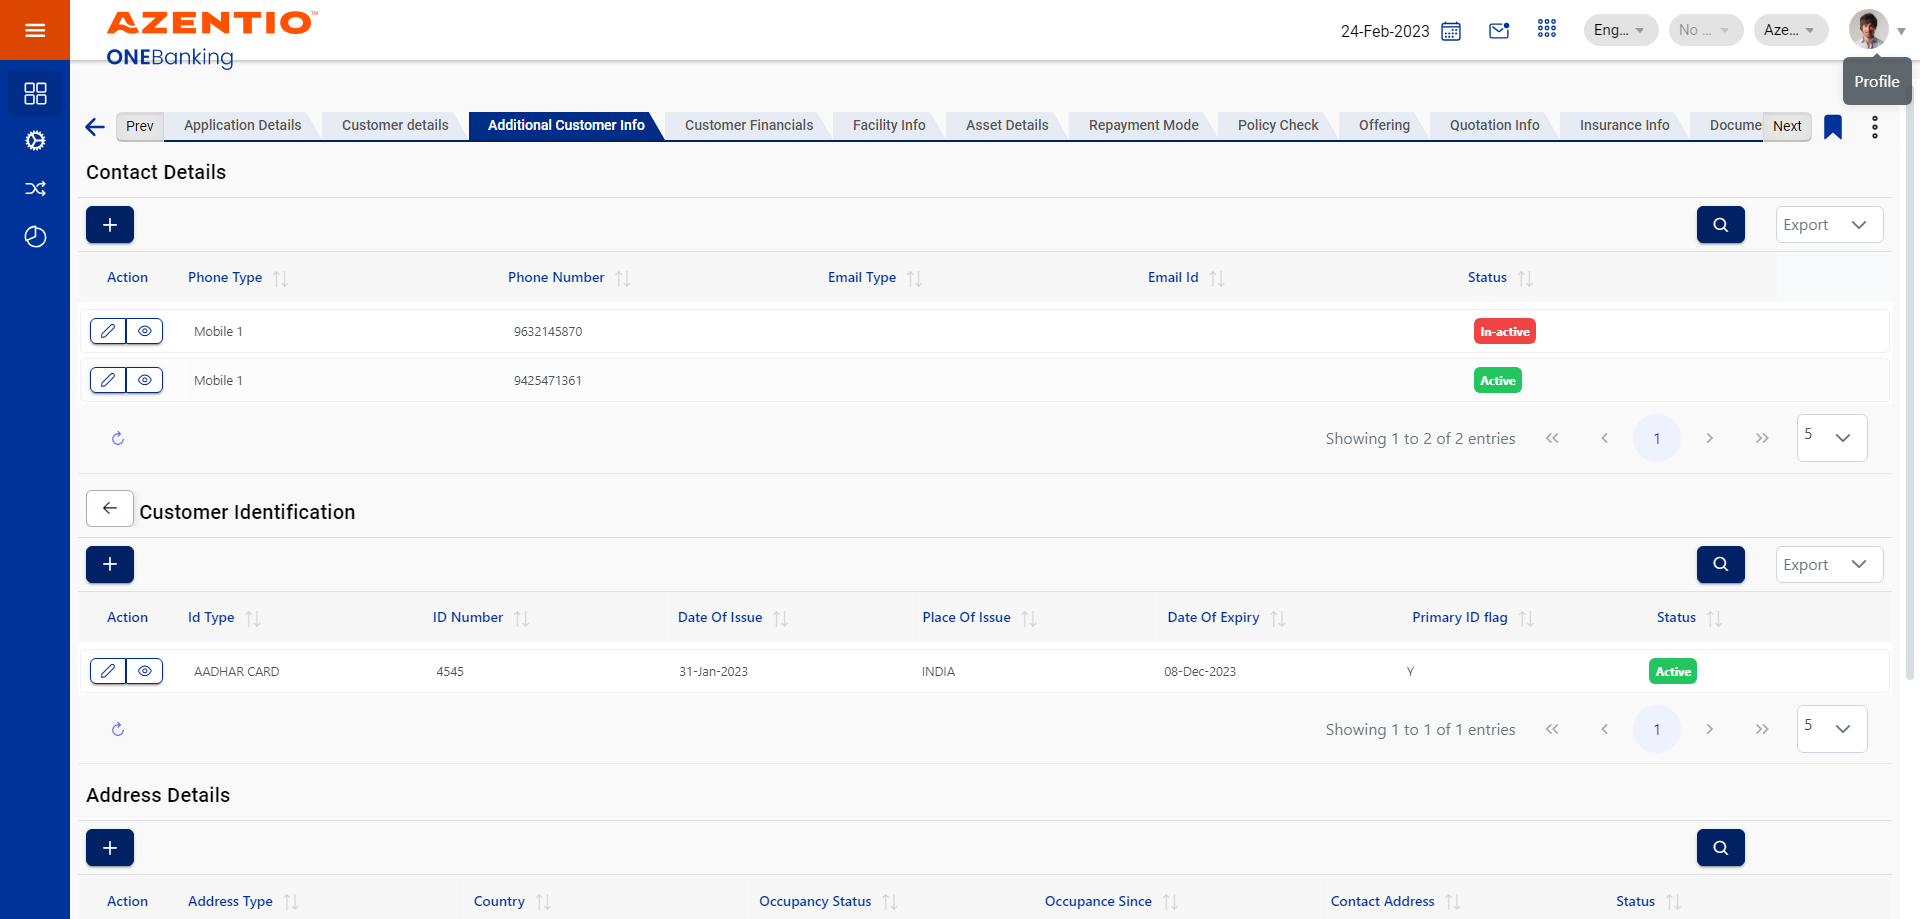 AZENTIO™
ONEBanking
24-Feb-2023
Eng...
No ...
Aze...
Profile
Prev
Application Details
Customer details
Additional Customer Info
Customer Financials
Facility Info
Asset Details
Repayment Mode
Policy Check
Offering
Quotation Info
Insurance Info
Docume
Next
Contact Details
Export
Action Phone Type Phone Number Email Type Email Id Status
Mobile 1 9632145870 In-active
Mobile 1 9425471361 Active
Showing 1 to 2 of 2 entries 1 5
Customer Identification
Export
Action Id Type ID Number Date Of Issue Place Of Issue Date Of Expiry Primary ID flag Status
AADHAR CARD 4545 31-Jan-2023 INDIA 08-Dec-2023 Y Active
Showing 1 to 1 of 1 entries 1 5
Address Details
Action Address Type Country Occupancy Status Occupance Since Contact Address Status